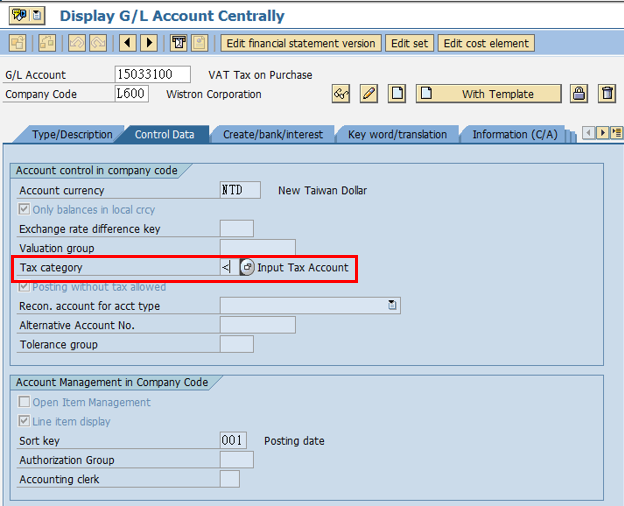 Display G/L Account Centrally
Edit financial statement version Edit set Edit cost element
G/L Account 15033100 VAT Tax on Purchase
Company Code L600 Wistron Corporation With Template
Type/Description Control Data Create/bank/interest Key word/translation Information (C/A)
Account control in company code
Account currency NTD New Taiwan Dollar
Only balances in local crcy
Exchange rate difference key
Valuation group
Tax category < Input Tax Account
Posting without tax allowed
Recon. account for acct type
Alternative Account No.
Tolerance group
Account Management in Company Code
Open Item Management
Line item display
Sort key 001 Posting date
Authorization Group
Accounting clerk